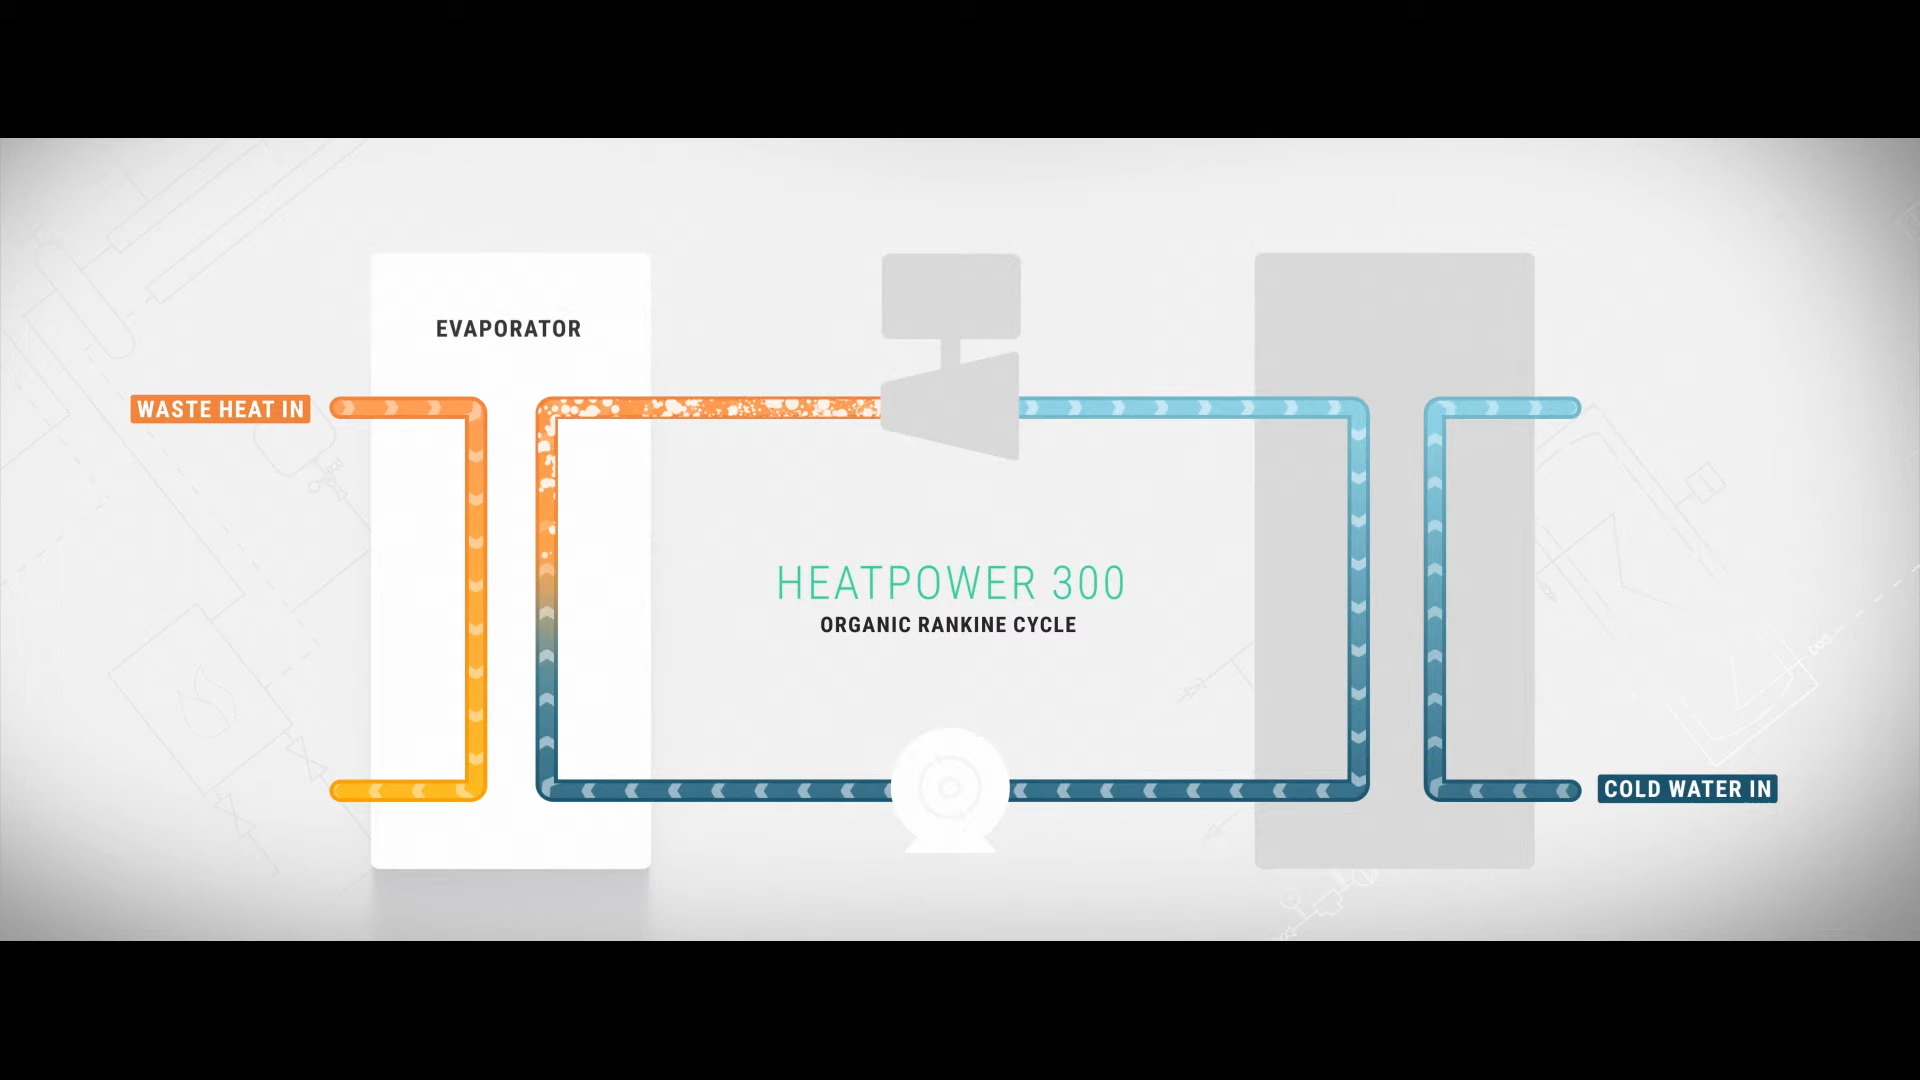 EVAPORATOR
WASTE HEAT IN
HEATPOWER 300
ORGANIC RANKINE CYCLE
COLD WATER IN